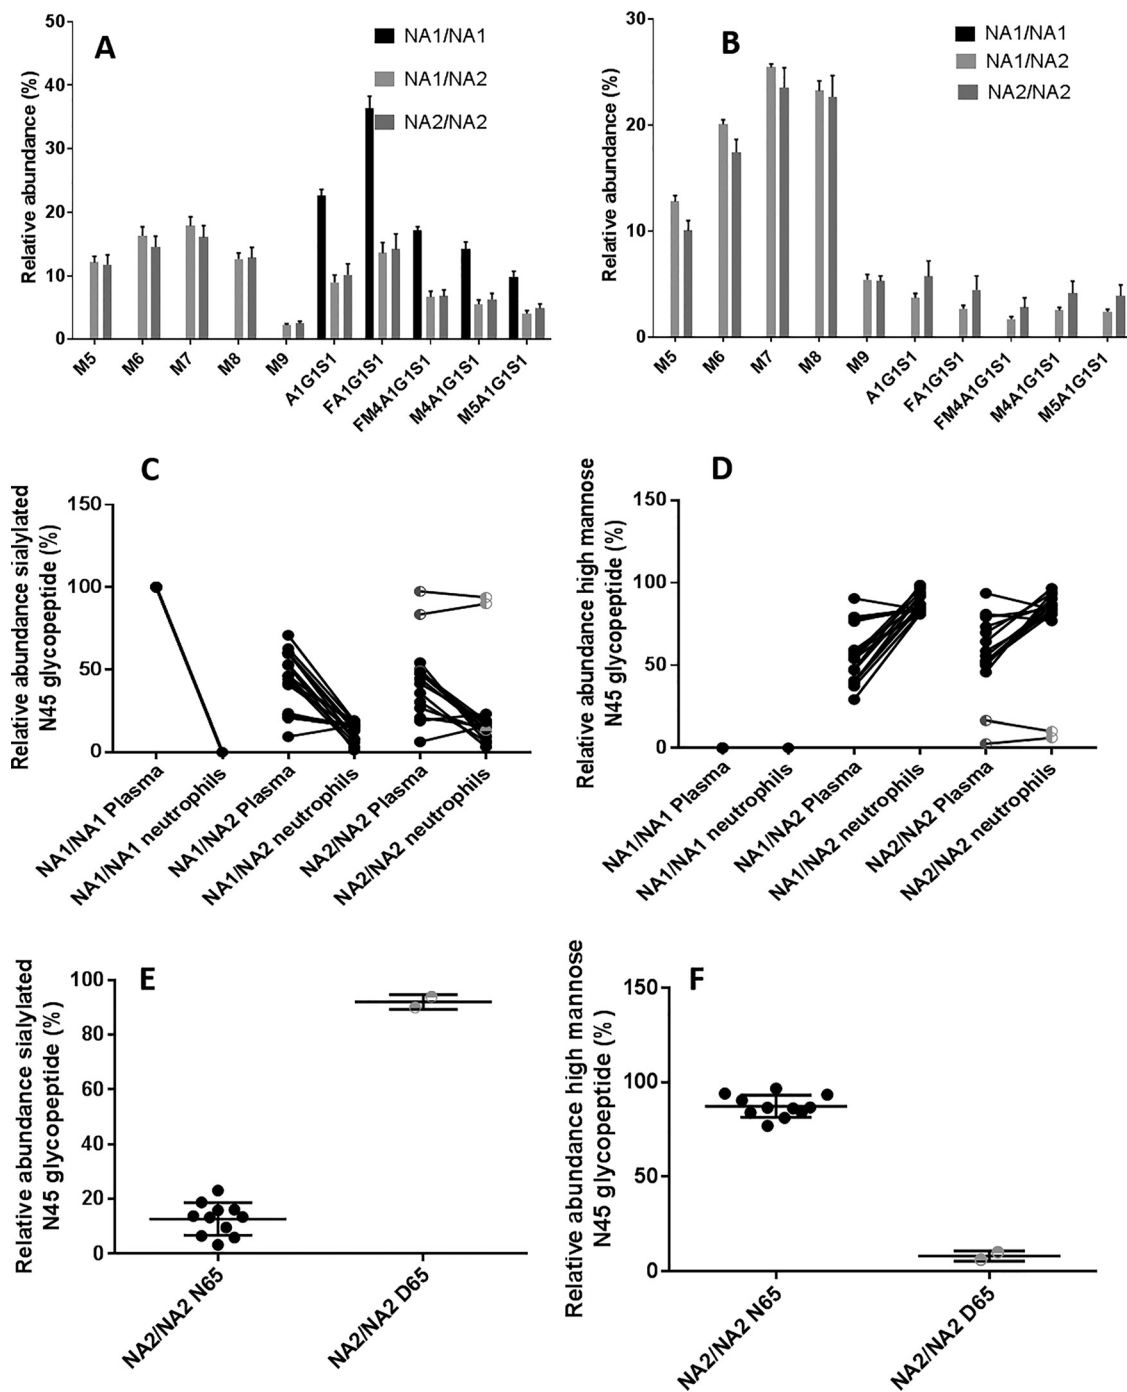 A
NA1/NA1
NA1/NA2
NA2/NA2
Relative abundance (%)
50
40
30
20
10
0
M5
M6
M7
M8
M9
A1G1S1
FA1G1S1
FM4A1G1S1
M4A1G1S1
M5A1G1S1
B
NA1/NA1
NA1/NA2
NA2/NA2
Relative abundance (%)
30
20
10
0
M5
M6
M7
M8
M9
A1G1S1
FA1G1S1
FM4A1G1S1
M4A1G1S1
M5A1G1S1
C
Relative abundance sialylated
N45 glycopeptide (%)
150
100
50
0
NA1/NA1 Plasma
NA1/NA1 neutrophils
NA1/NA2 Plasma
NA1/NA2 neutrophils
NA2/NA2 Plasma
NA2/NA2 neutrophils
D
Relative abundance high mannose
N45 glycopeptide (%)
150
100
50
0
NA1/NA1 Plasma
NA1/NA1 neutrophils
NA1/NA2 Plasma
NA1/NA2 neutrophils
NA2/NA2 Plasma
NA2/NA2 neutrophils
E
Relative abundance sialylated
N45 glycopeptide (%)
100
80
60
40
20
0
NA2/NA2 N65
NA2/NA2 D65
F
Relative abundance high mannose
N45 glycopeptide (%)
150
100
50
0
NA2/NA2 N65
NA2/NA2 D65